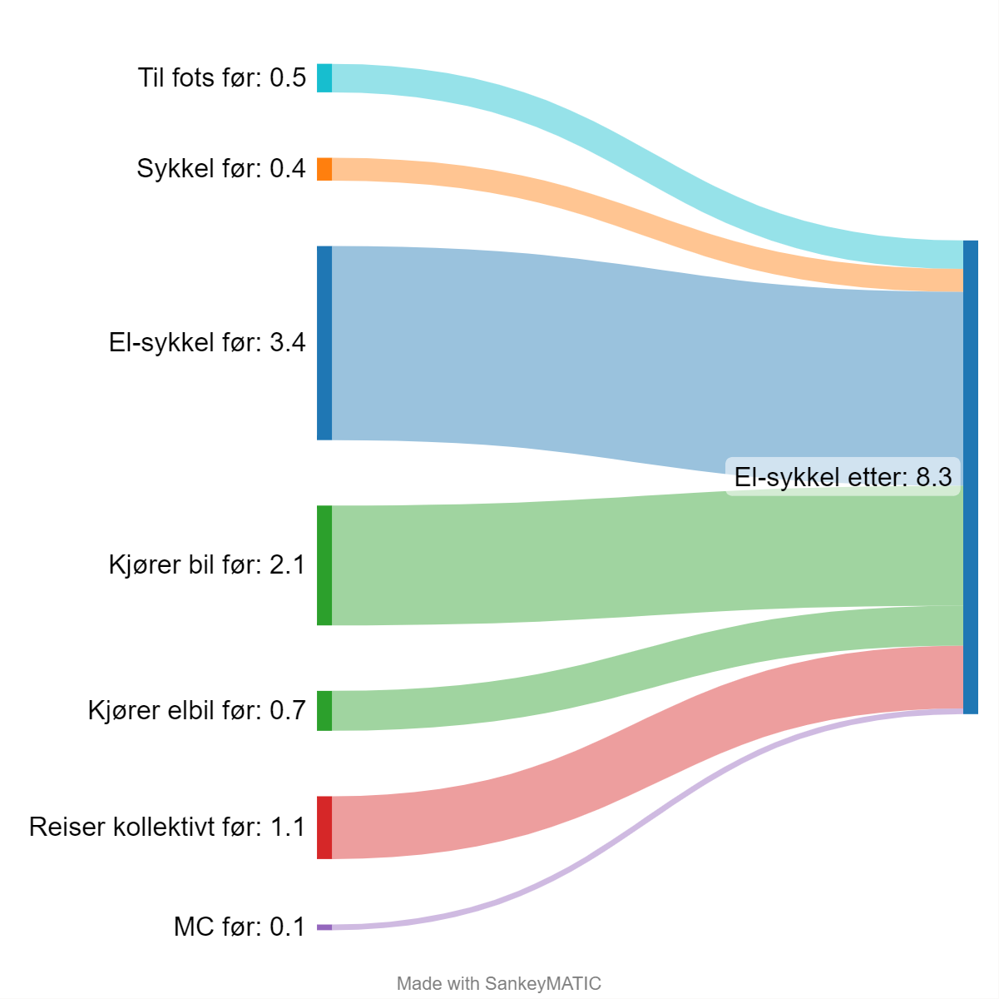 Til fots før: 0.5
Sykkel før: 0.4
El-sykkel før: 3.4
El-sykkel etter: 8.3
Kjører bil før: 2.1
Kjører elbil før: 0.7
Reiser kollektivt før: 1.1
MC før: 0.1
Made with SankeyMATIC